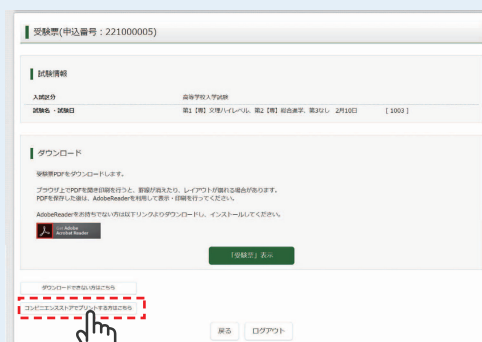 受験票(申込番号：221000005)
試験情報
入試区分 高等学校入学試験
試験名・試験日 第1【専】文理ハイレベル、第2【専】総合進学、第3なし 2月10日 [ 1003 ]
ダウンロード
受験票PDFをダウンロードします。
ブラウザ上でPDFを開き印刷を行うと、罫線が消えたり、レイアウトが崩れる場合があります。
PDFを保存した後は、AdobeReaderを利用して表示・印刷を行ってください。
AdobeReaderをお持ちでない方は以下リンクよりダウンロードし、インストールしてください。
Get Adobe
Acrobat Reader
「受験票」表示
ダウンロードできない方はこちら
コンビニエンスストアでプリントする方はこちら
戻る ログアウト